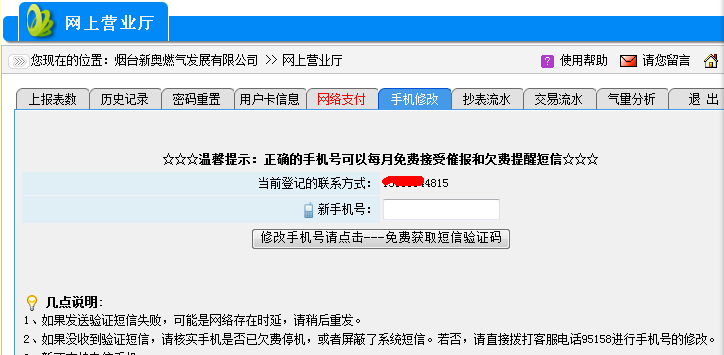 网上营业厅
您现在的位置：烟台新奥燃气发展有限公司 >> 网上营业厅 使用帮助 请您留言
上报表数 历史记录 密码重置 用户卡信息 网络支付 手机修改 抄表流水 交易流水 气量分析 退 出
☆☆☆温馨提示：正确的手机号可以每月免费接受催报和欠费提醒短信☆☆☆
当前登记的联系方式： 4815
新手机号：
修改手机号请点击---免费获取短信验证码
几点说明：
1、如果发送验证短信失败，可能是网络存在时延，请稍后重发。
2、如果没收到验证短信，请核实手机是否已欠费停机，或者屏蔽了系统短信。若否，请直接拨打客服电话95158进行手机号的修改。